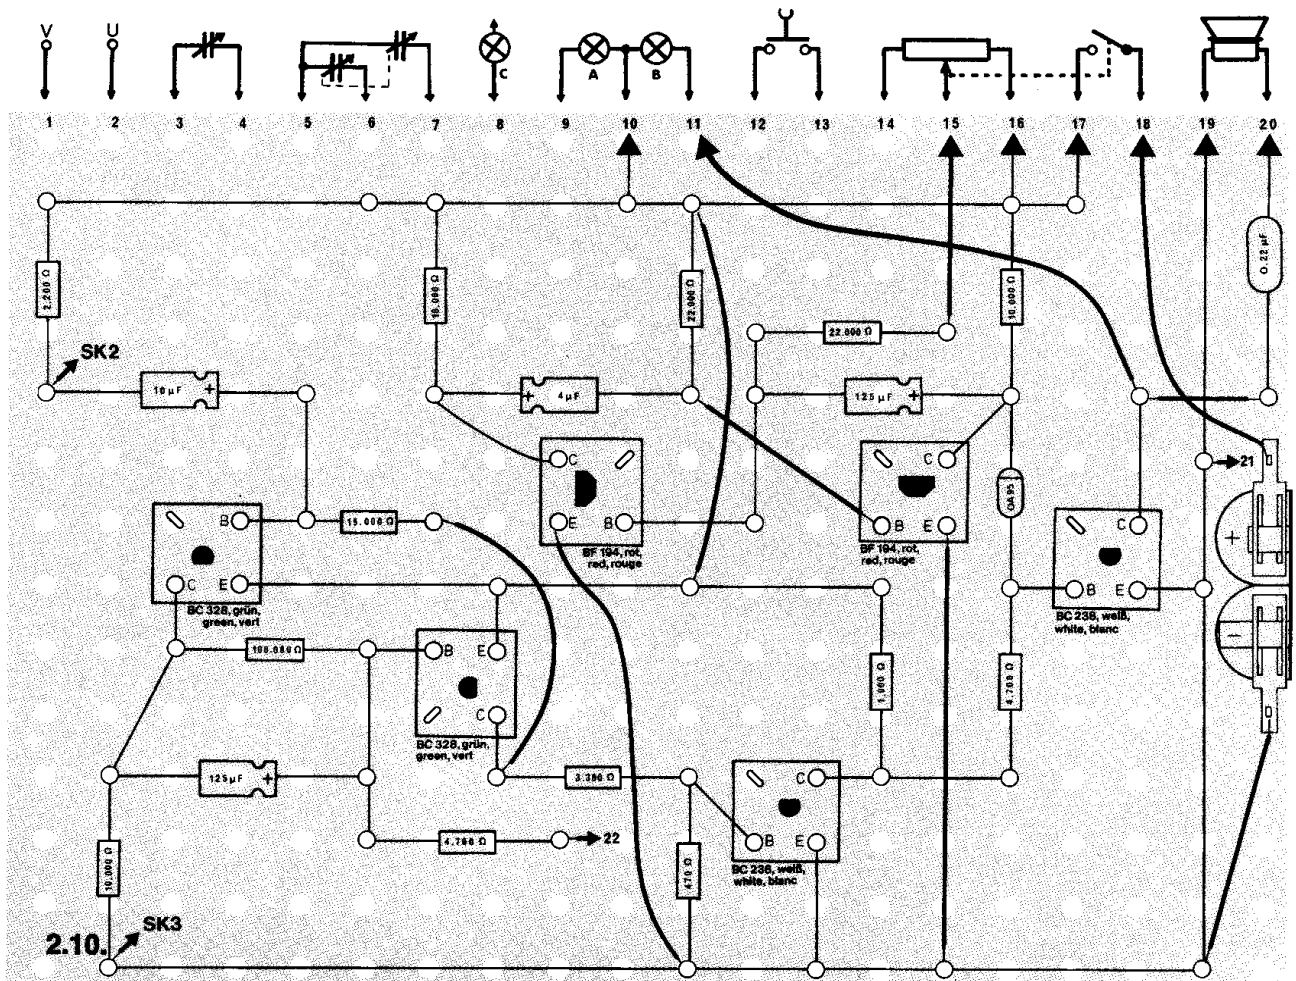 V U C A B
1 2 3 4 5 6 7 8 9 10 11 12 13 14 15 16 17 18 19 20
0.22 µF
2.200 Ω 10.000 Ω 22.000 Ω 10.000 Ω
22.000 Ω
SK2
10 µF + + 4 µF 125 µF +
C C 21
OA 95
B 15.000 Ω E B B E C +
BF 194, rot,
red, rouge
BF 194, rot,
red, rouge
C E B E
BC 328, grün,
green, vert
BC 238, weiß,
white, blanc
100.000 Ω B E −
1.000 Ω 4.700 Ω
C
BC 328, grün,
green, vert
125 µF + C
4.700 Ω 22 B E
10.000 Ω 470 Ω
BC 238, weiß,
white, blanc
SK3
2.10.